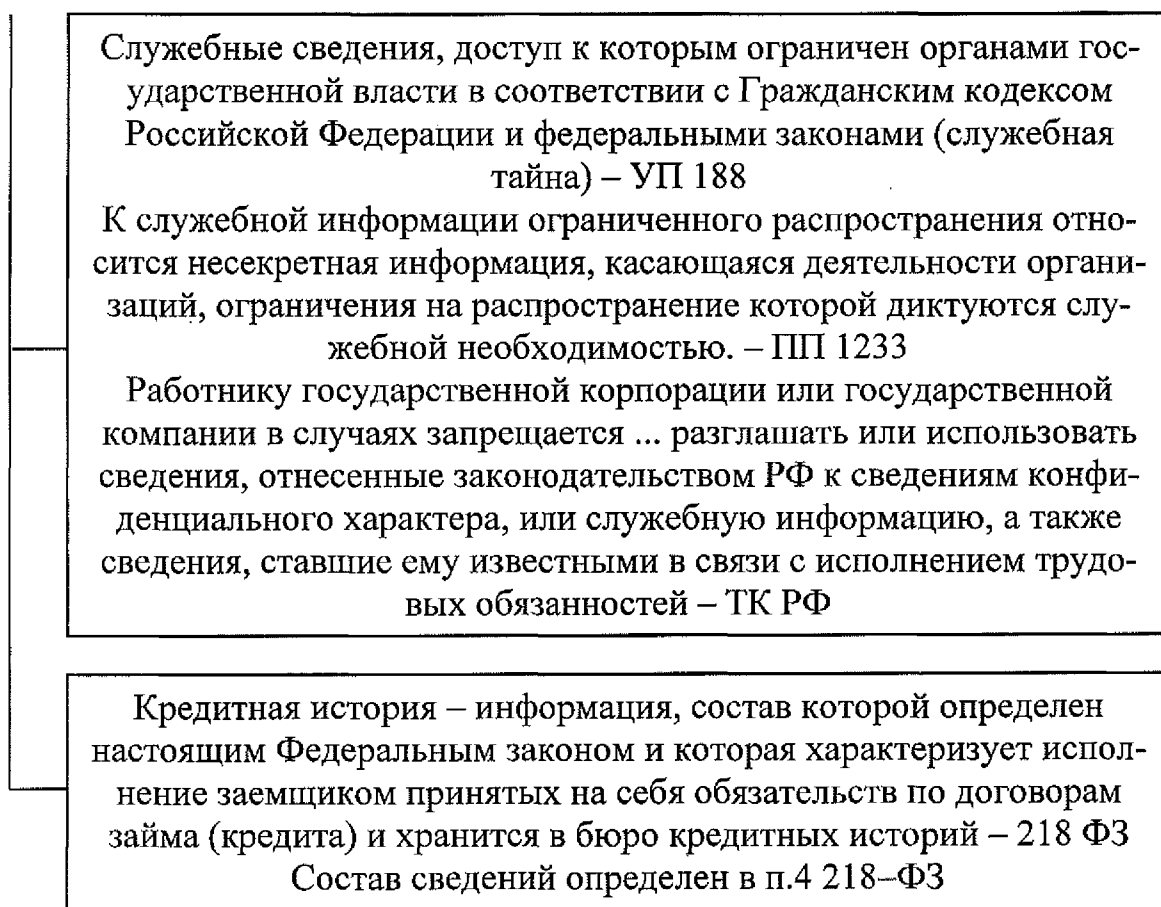 Служебные сведения, доступ к которым ограничен органами гос-
ударственной власти в соответствии с Гражданским кодексом
Российской Федерации и федеральными законами (служебная
тайна) – УП 188
К служебной информации ограниченного распространения отно-
сится несекретная информация, касающаяся деятельности органи-
заций, ограничения на распространение которой диктуются слу-
жебной необходимостью. – ПП 1233
Работнику государственной корпорации или государственной
компании в случаях запрещается ... разглашать или использовать
сведения, отнесенные законодательством РФ к сведениям конфи-
денциального характера, или служебную информацию, а также
сведения, ставшие ему известными в связи с исполнением трудо-
вых обязанностей – ТК РФ
Кредитная история – информация, состав которой определен
настоящим Федеральным законом и которая характеризует испол-
нение заемщиком принятых на себя обязательств по договорам
займа (кредита) и хранится в бюро кредитных историй – 218 ФЗ
Состав сведений определен в п.4 218–ФЗ